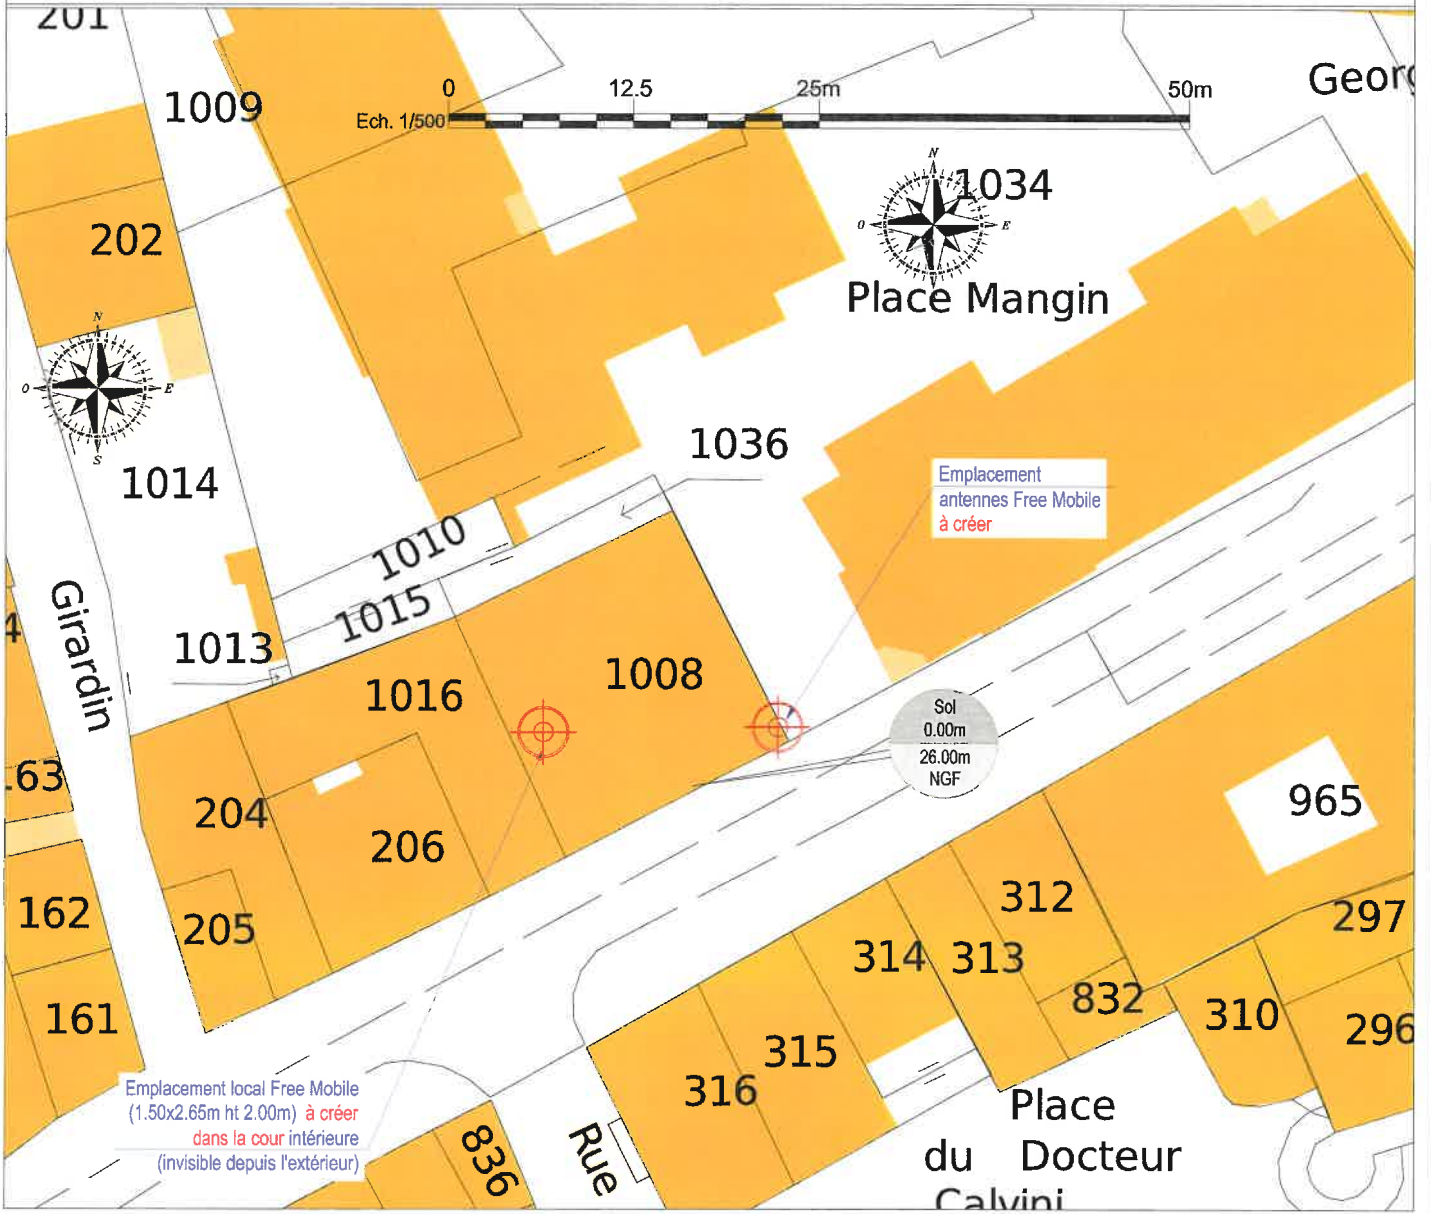 201
1009
0 12.5 25m 50m
Ech. 1/500
Georg
N
O E
1034
202
Place Mangin
N
O E
S
1036
1014
Emplacement
antennes Free Mobile
à créer
1010
1015
Girardin
4
1013
1008
1016
Sol
0.00m
26.00m
NGF
163
204
965
206
312
162
205
297
314
313
832
161
310
315
296
316
Emplacement local Free Mobile
(1.50x2.65m ht 2.00m) à créer
dans la cour intérieure
(invisible depuis l'extérieur)
836
Rue
Place
du Docteur
Calvini